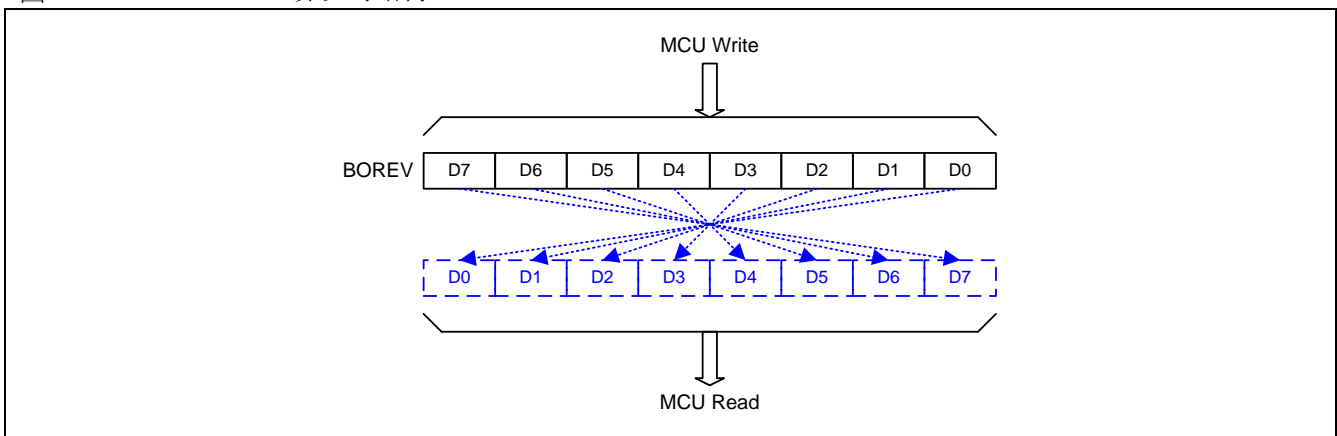 MCU Write
BOREV D7 D6 D5 D4 D3 D2 D1 D0
D0 D1 D2 D3 D4 D5 D6 D7
MCU Read